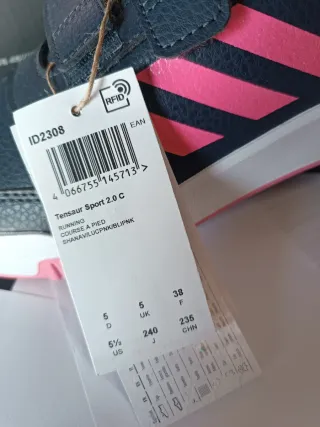 RFID
ID2308
EAN
4 066755 145713 >
Tensaur Sport 2.0 C
RUNNING
COURSE A PIED
SHANAV/LUCPNK/BLIPNK
5 5 38
D UK F
5½ 240 235
US J CHN